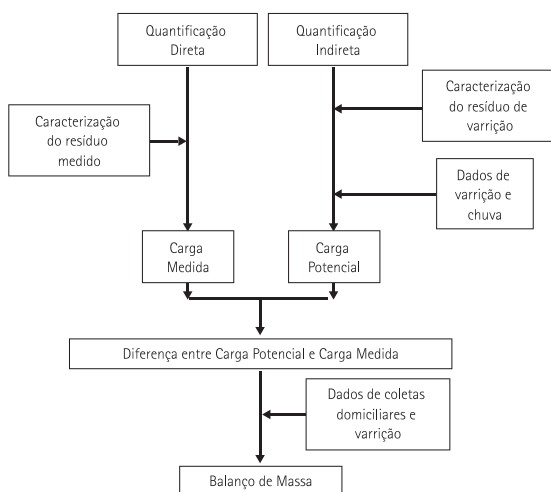 Quantificação
Direta
Quantificação
Indireta
Caracterização
do resíduo de
varrição
Caracterização
do resíduo
medido
Dados de
varrição e
chuva
Carga
Medida
Carga
Potencial
Diferença entre Carga Potencial e Carga Medida
Dados de coletas
domiciliares e
varrição
Balanço de Massa